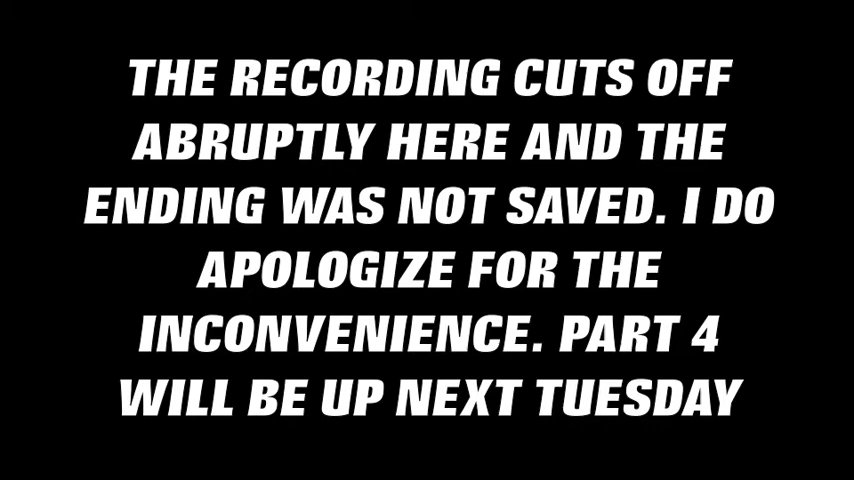 THE RECORDING CUTS OFF
ABRUPTLY HERE AND THE
ENDING WAS NOT SAVED. I DO
APOLOGIZE FOR THE
INCONVENIENCE. PART 4
WILL BE UP NEXT TUESDAY